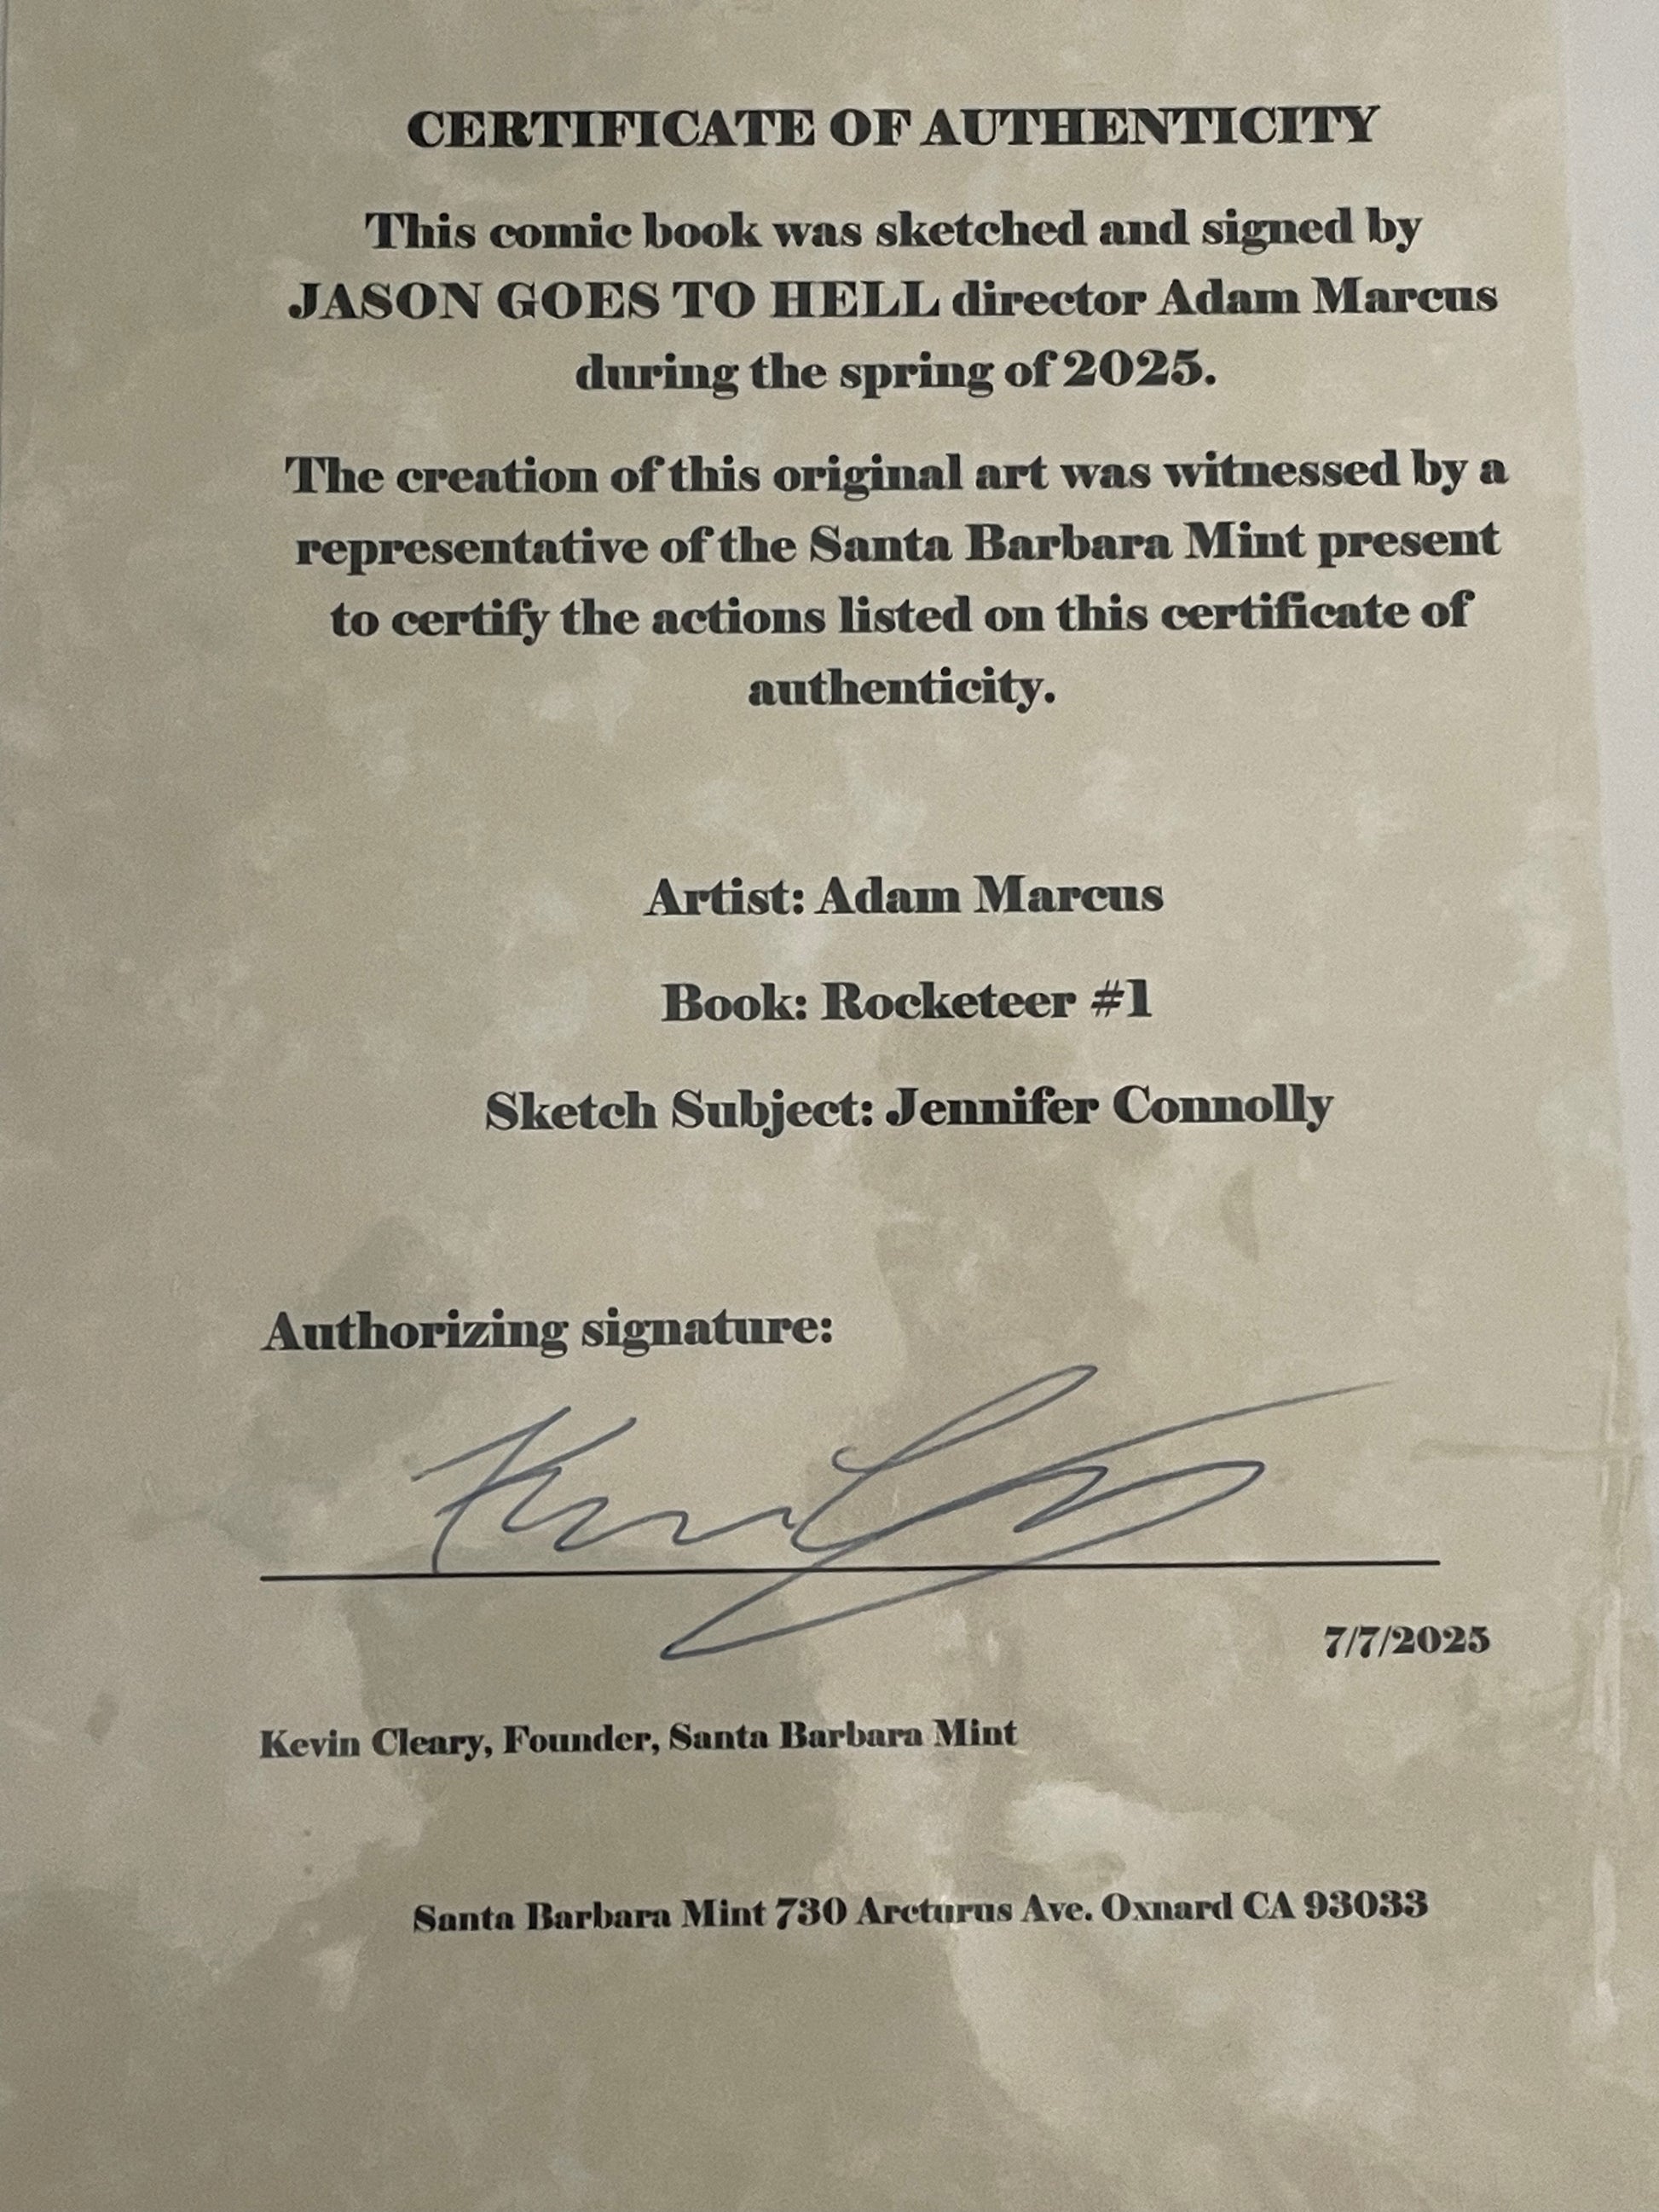 CERTIFICATE OF AUTHENTICITY
This comic book was sketched and signed by
JASON GOES TO HELL director Adam Marcus
during the spring of 2025.
The creation of this original art was witnessed by a
representative of the Santa Barbara Mint present
to certify the actions listed on this certificate of
authenticity.
Artist: Adam Marcus
Book: Rocketeer #1
Sketch Subject: Jennifer Connolly
Authorizing signature:
7/7/2025
Kevin Cleary, Founder, Santa Barbara Mint
Santa Barbara Mint 730 Arcturus Ave. Oxnard CA 93033